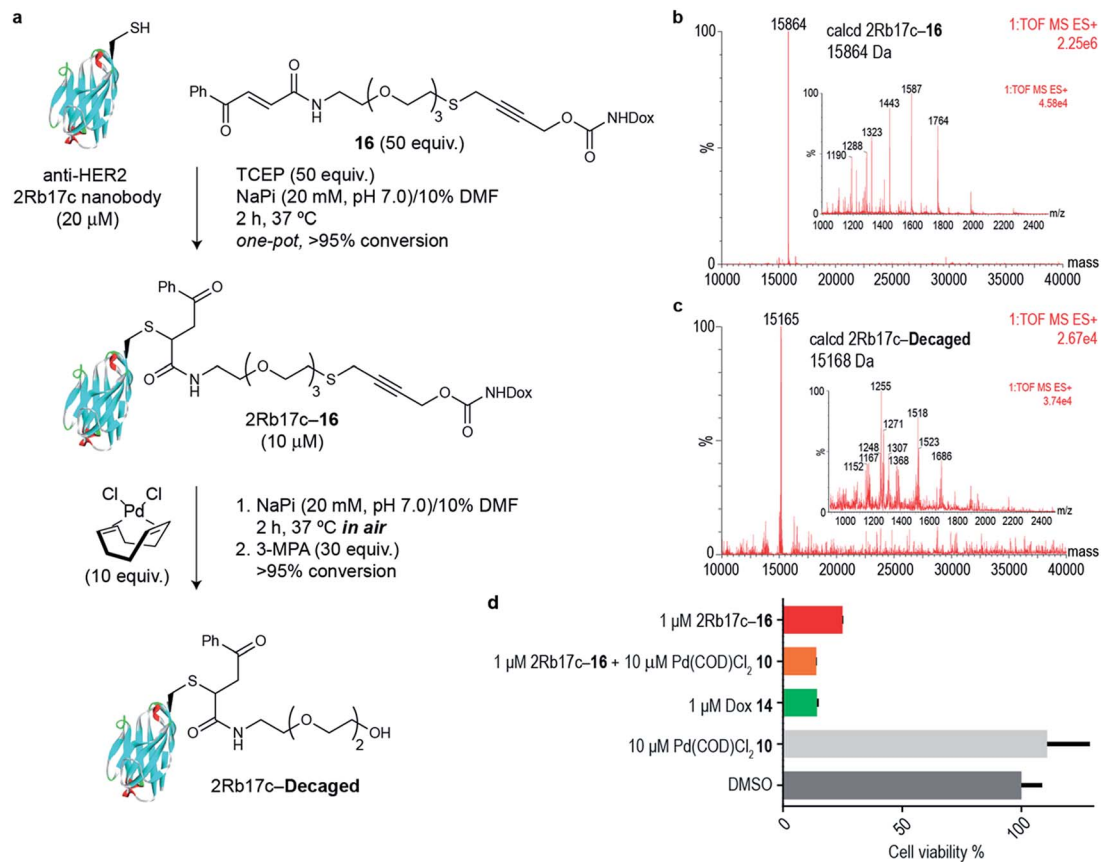 a
SH
anti-HER2
2Rb17c nanobody
(20 μM)
Ph
O
O
N
H
O
3
S
O
NHDox
O
16 (50 equiv.)
TCEP (50 equiv.)
NaPi (20 mM, pH 7.0)/10% DMF
2 h, 37 ºC
one-pot, >95% conversion
Ph
O
S
O
N
H
O
3
S
O
NHDox
O
2Rb17c–16
(10 μM)
Cl
Cl
Pd
(10 equiv.)
1. NaPi (20 mM, pH 7.0)/10% DMF
2 h, 37 ºC in air
2. 3-MPA (30 equiv.)
>95% conversion
Ph
O
S
O
N
H
O
2
OH
2Rb17c–Decaged
b
15864
calcd 2Rb17c–16
15864 Da
1:TOF MS ES+
2.25e6
1:TOF MS ES+
4.58e4
100
%
0
100
%
0
1190
1288
1323
1443
1587
1764
1000 1200 1400 1600 1800 2000 2200 2400 m/z
10000 15000 20000 25000 30000 35000 40000 mass
c
15165
calcd 2Rb17c–Decaged
15168 Da
1:TOF MS ES+
2.67e4
1:TOF MS ES+
3.74e4
100
%
0
100
%
0
1152
1167
1248
1255
1271
1307
1368
1518
1523
1686
1000 1200 1400 1600 1800 2000 2200 2400 m/z
10000 15000 20000 25000 30000 35000 40000 mass
d
1 μM 2Rb17c–16
1 μM 2Rb17c–16 + 10 μM Pd(COD)Cl2 10
1 μM Dox 14
10 μM Pd(COD)Cl2 10
DMSO
0 50 100
Cell viability %